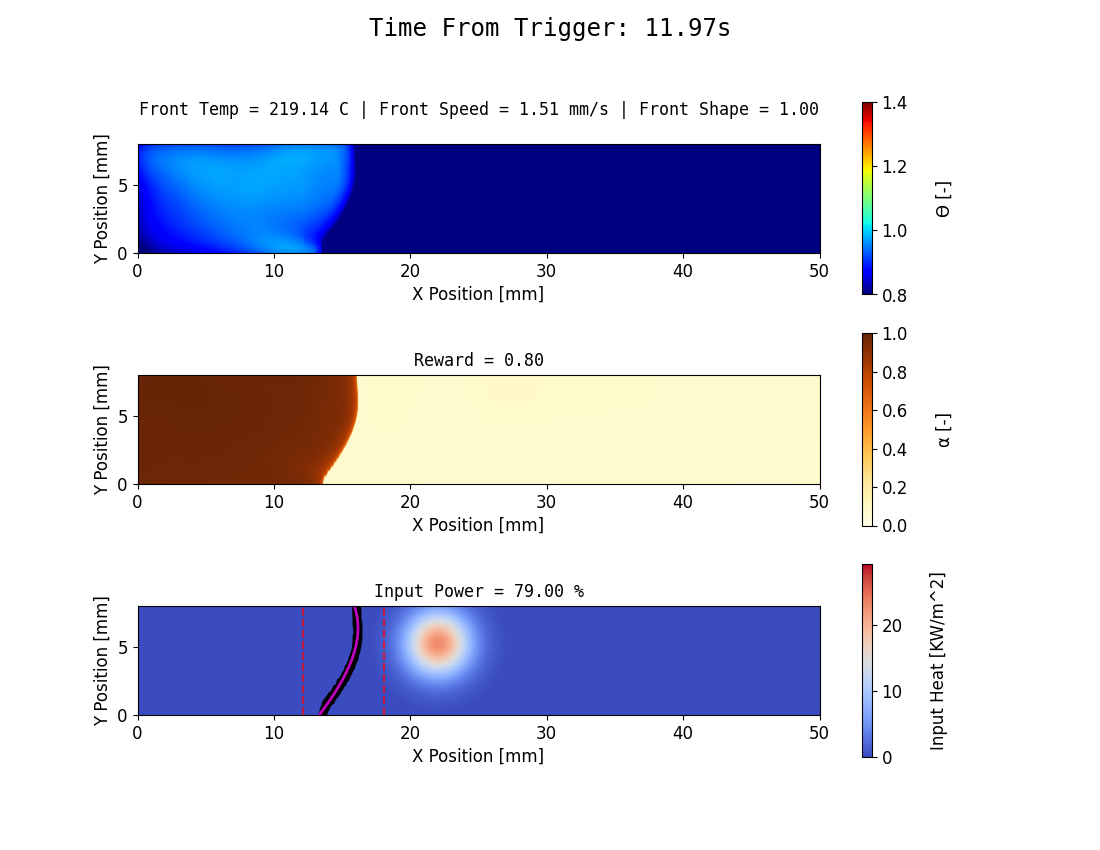 Time From Trigger: 11.97s
Front Temp = 219.14 C | Front Speed = 1.51 mm/s | Front Shape = 1.00
Y Position [mm]
5
0
0 10 20 30 40 50
X Position [mm]
1.4
1.2
1.0
0.8
Θ [-]
Reward = 0.80
Y Position [mm]
5
0
0 10 20 30 40 50
X Position [mm]
1.0
0.8
0.6
0.4
0.2
0.0
α [-]
Input Power = 79.00 %
Y Position [mm]
5
0
0 10 20 30 40 50
X Position [mm]
20
10
0
Input Heat [KW/m^2]